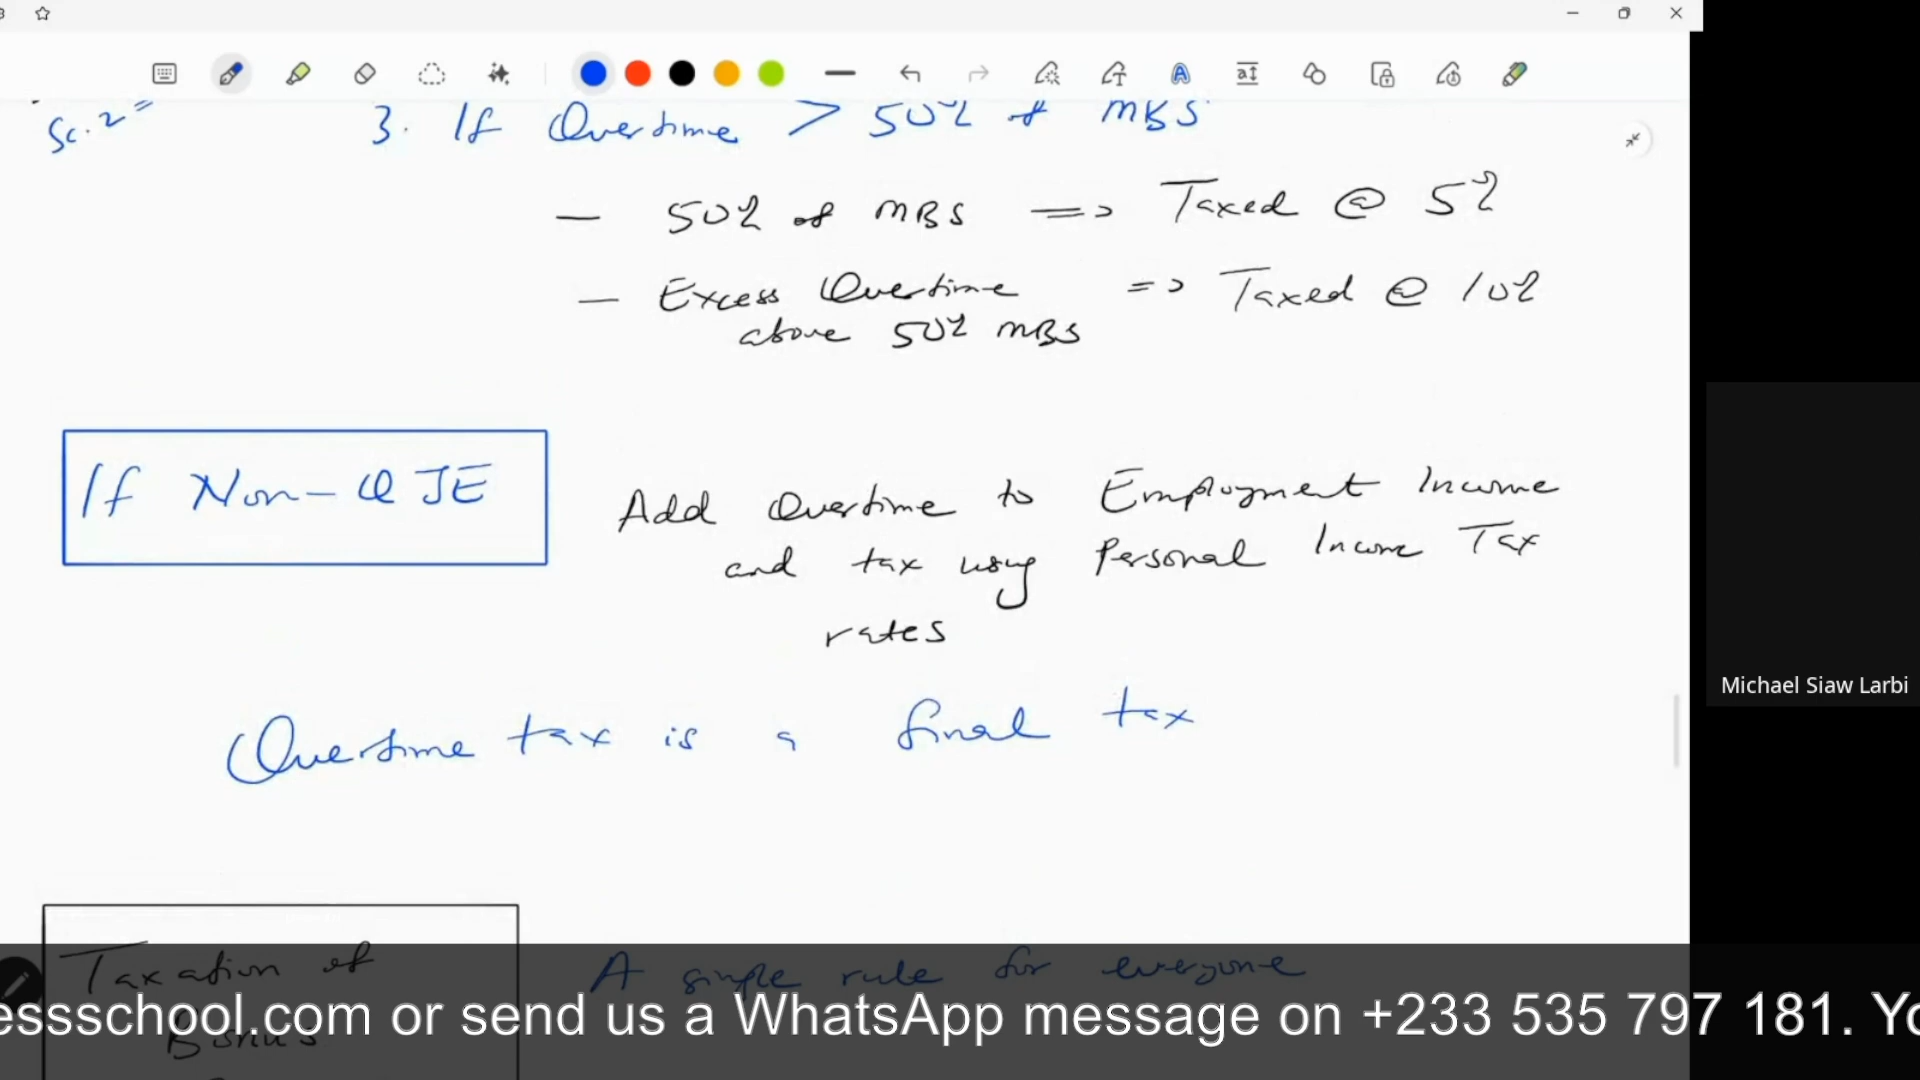 Sc. 2
3. If Overtime > 50% of MBS
— 50% of MBS => Taxed @ 5%
— Excess Overtime => Taxed @ 10%
above 50% MBS
If Non-QJE
Add Overtime to Employment Income
and tax using Personal Income Tax
rates
Overtime tax is a final tax
Taxation of
Bonus
A single rule for everyone
essschool.com or send us a WhatsApp message on +233 535 797 181. Yo
Michael Siaw Larbi